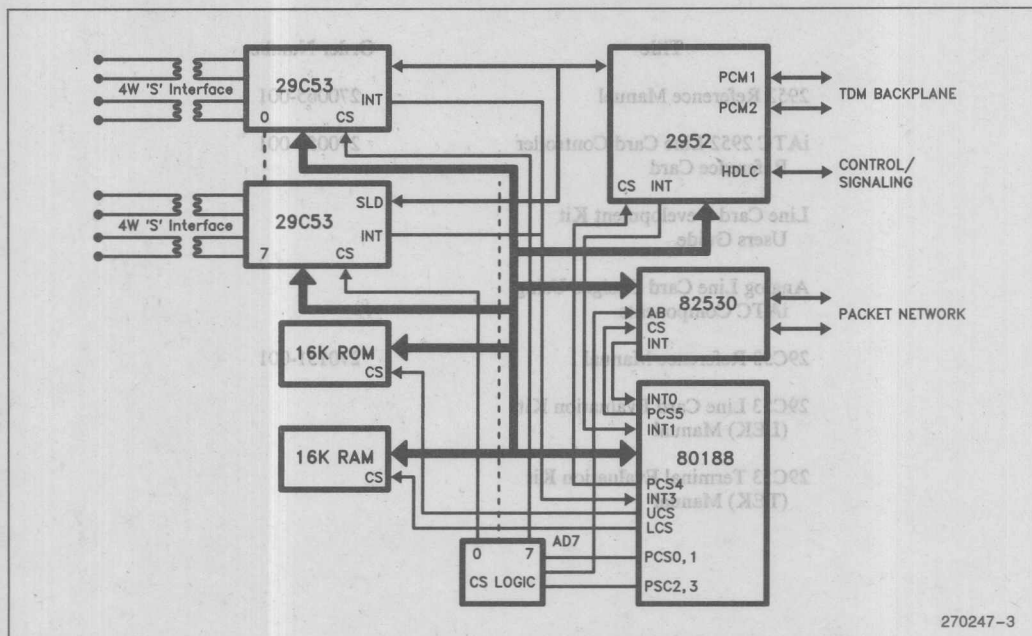 4W 'S' Interface
29C53
INT
0
CS
4W 'S' Interface
29C53
SLD
INT
7
CS
2952
PCM1
PCM2
HDLC
CS INT
TDM BACKPLANE
CONTROL/
SIGNALING
82530
AB
CS
INT
PACKET NETWORK
16K ROM
CS
16K RAM
CS
INT0
PCS5
INT1
80188
PCS4
INT3
UCS
LCS
PCS0, 1
PSC2, 3
AD7
0 7
CS LOGIC
270247-3